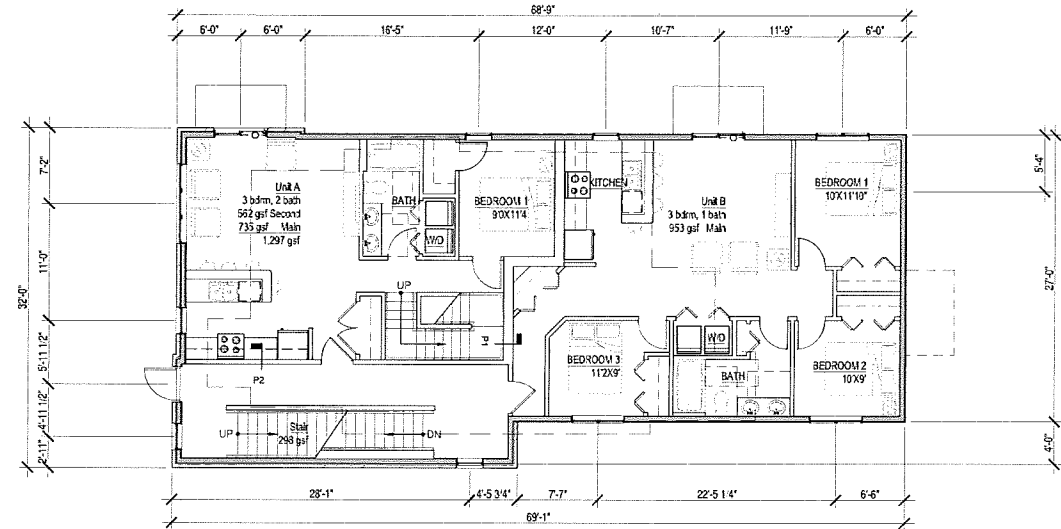 68'-9"
6'-0" 6'-0" 16'-5" 12'-0" 10'-7" 11'-9" 6'-0"
7'-2"
11'-0"
5'-11 1/2"
4'-11 1/2"
2'-11"
32'-0"
Unit A
3 bdrm, 2 bath
562 gsf Second
735 gsf Main
1,297 gsf
BATH
W/D
BEDROOM 1
9'0X11'4
KITCHEN
Unit B
3 bdrm, 1 bath
953 gsf Main
BEDROOM 1
10'X11'10"
UP
P1
P2
BEDROOM 3
11'2X9'
W/D
BATH
BEDROOM 2
10'X9'
UP
Stair
298 gsf
DN
5'-4"
27'-0"
4'-0"
28'-1" 4'-5 3/4" 7'-7" 22'-5 1/4" 6'-6"
69'-1"